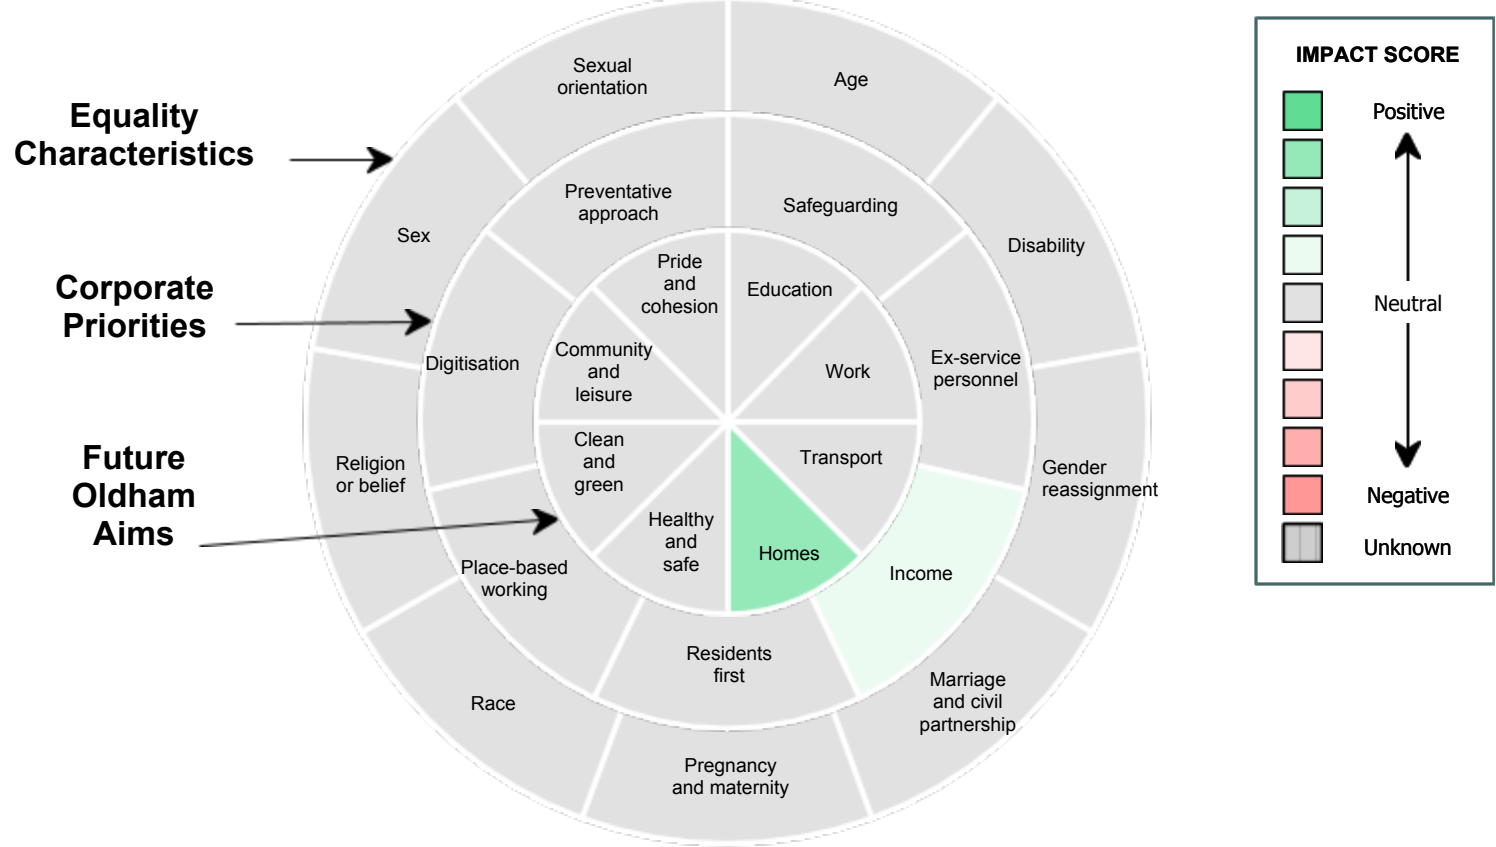 Equality
Characteristics
Corporate
Priorities
Future
Oldham
Aims
Sexual
orientation
Age
Sex
Disability
Religion
or belief
Gender
reassignment
Race
Marriage
and civil
partnership
Pregnancy
and maternity
Preventative
approach
Safeguarding
Digitisation
Ex-service
personnel
Place-based
working
Income
Residents
first
Pride
and
cohesion
Education
Community
and
leisure
Work
Clean
and
green
Transport
Healthy
and
safe
Homes
IMPACT SCORE
Positive
Neutral
Negative
Unknown